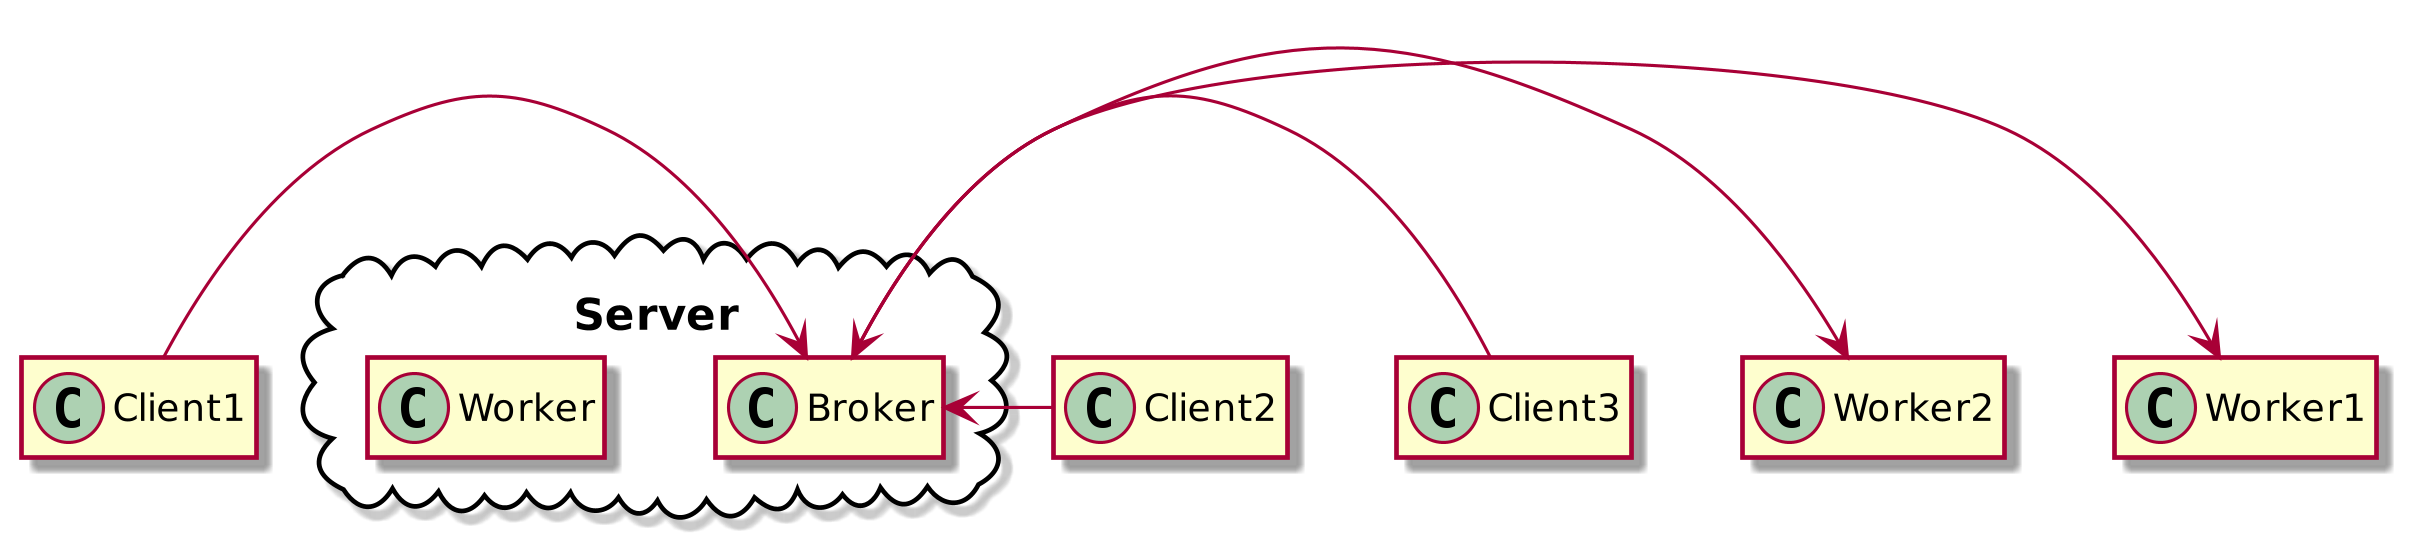 Server
C Client1
C Worker
C Broker
C Client2
C Client3
C Worker2
C Worker1